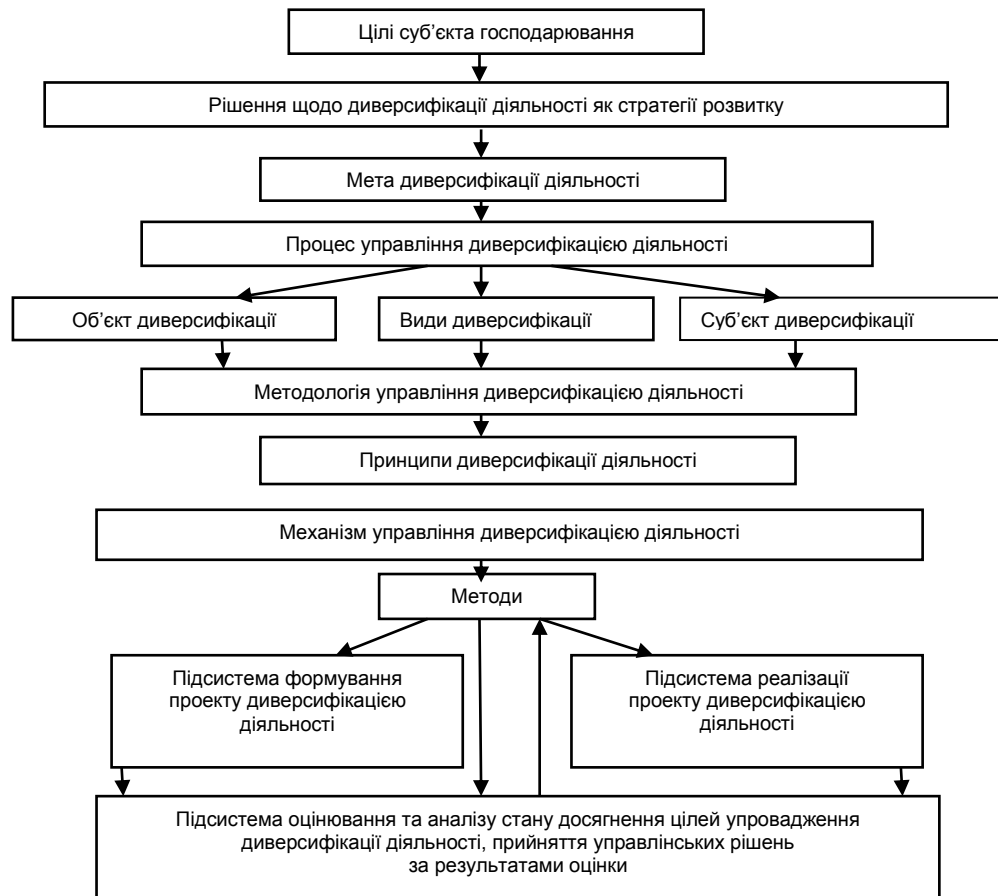 Цілі суб’єкта господарювання
Рішення щодо диверсифікації діяльності як стратегії розвитку
Мета диверсифікації діяльності
Процес управління диверсифікацією діяльності
Об’єкт диверсифікації
Види диверсифікації
Суб’єкт диверсифікації
Методологія управління диверсифікацією діяльності
Принципи диверсифікації діяльності
Механізм управління диверсифікацією діяльності
Методи
Підсистема формування
проекту диверсифікацією
діяльності
Підсистема реалізації
проекту диверсифікацією
діяльності
Підсистема оцінювання та аналізу стану досягнення цілей упровадження
диверсифікації діяльності, прийняття управлінських рішень
за результатами оцінки